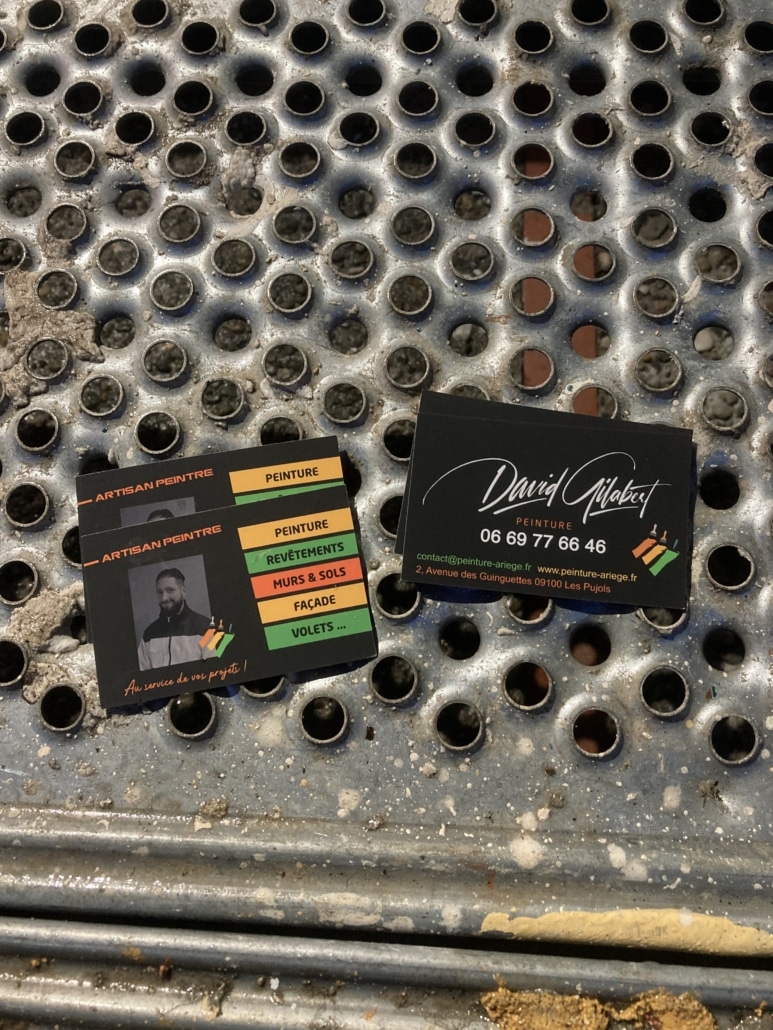 ARTISAN PEINTRE
PEINTURE
ARTISAN PEINTRE
PEINTURE
REVÊTEMENTS
MURS & SOLS
FAÇADE
VOLETS ...
Au service de vos projets !
David Gilabert
PEINTURE
06 69 77 66 46
contact@peinture-ariege.fr www.peinture-ariege.fr
2, Avenue des Guinguettes 09100 Les Pujols